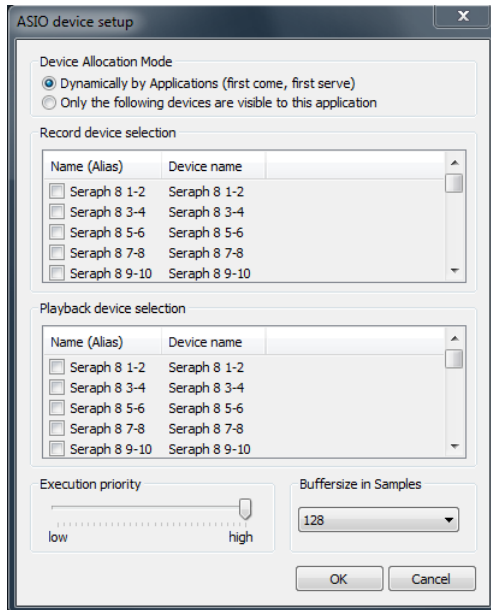 ASIO device setup
Device Allocation Mode
Dynamically by Applications (first come, first serve)
Only the following devices are visible to this application
Record device selection
Name (Alias) Device name
Seraph 8 1-2 Seraph 8 1-2
Seraph 8 3-4 Seraph 8 3-4
Seraph 8 5-6 Seraph 8 5-6
Seraph 8 7-8 Seraph 8 7-8
Seraph 8 9-10 Seraph 8 9-10
Playback device selection
Name (Alias) Device name
Seraph 8 1-2 Seraph 8 1-2
Seraph 8 3-4 Seraph 8 3-4
Seraph 8 5-6 Seraph 8 5-6
Seraph 8 7-8 Seraph 8 7-8
Seraph 8 9-10 Seraph 8 9-10
Execution priority Buffersize in Samples
128
low high
OK Cancel